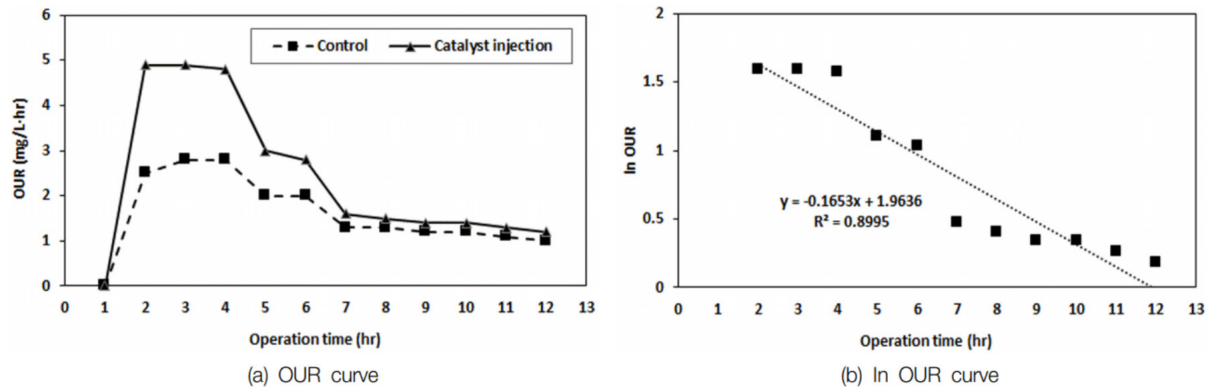 6
5
4
3
2
1
0
OUR (mg/L·hr)
Control
Catalyst injection
0 1 2 3 4 5 6 7 8 9 10 11 12 13
Operation time (hr)
(a) OUR curve
2
1.5
1
0.5
0
ln OUR
y = -0.1653x + 1.9636
R² = 0.8995
0 1 2 3 4 5 6 7 8 9 10 11 12 13
Operation time (hr)
(b) ln OUR curve